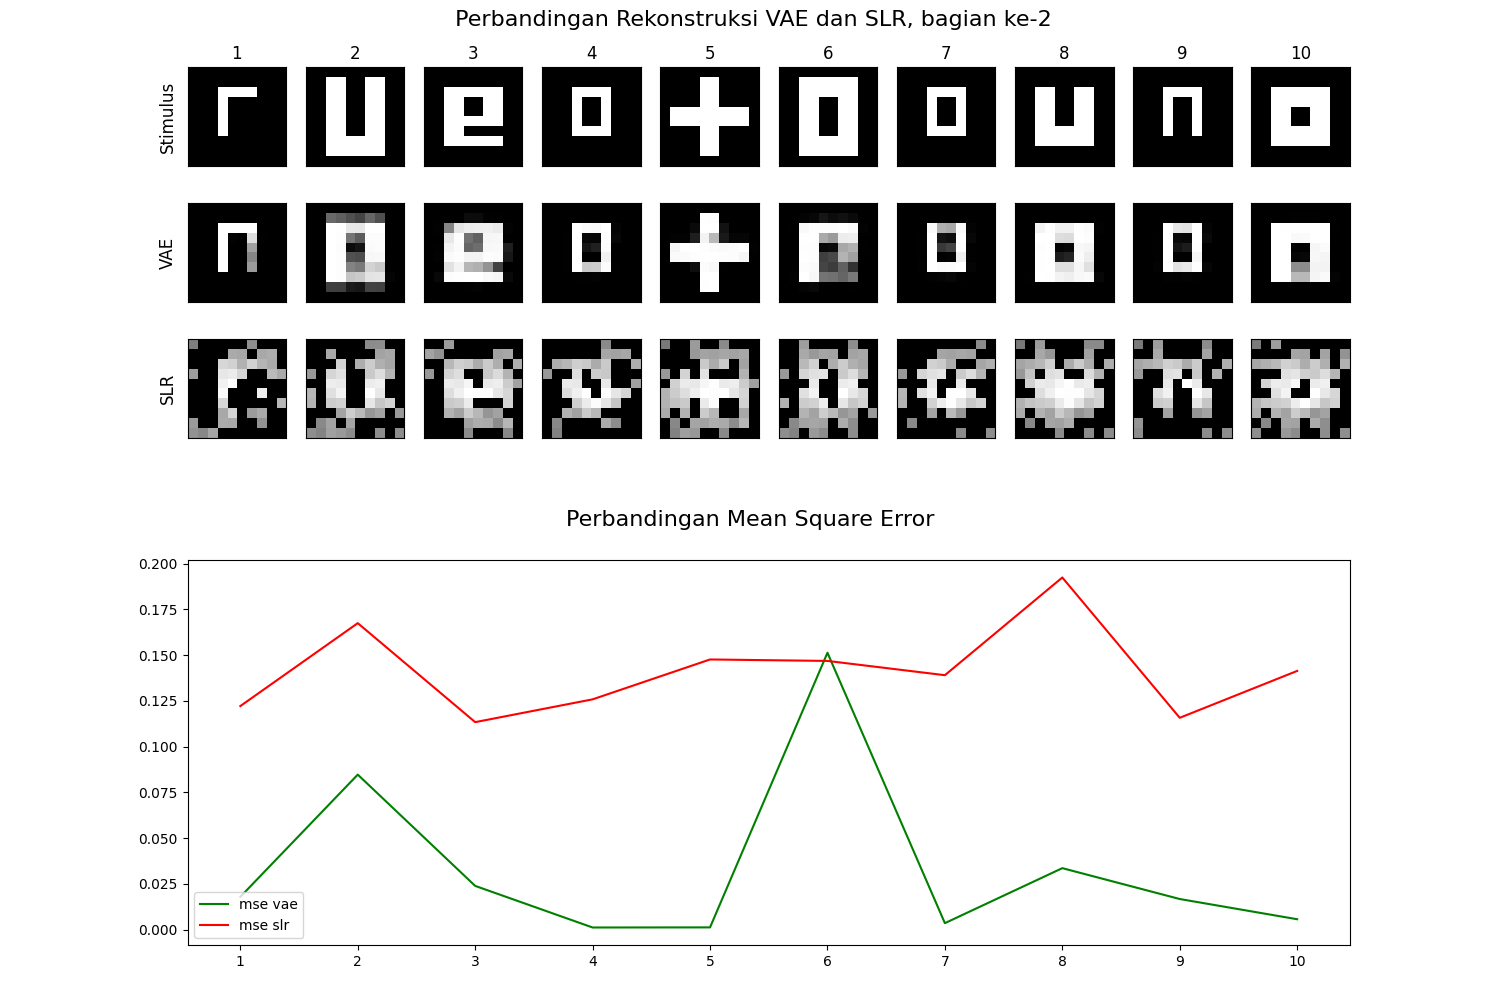 Perbandingan Rekonstruksi VAE dan SLR, bagian ke-2
1 2 3 4 5 6 7 8 9 10
Stimulus
VAE
SLR
Perbandingan Mean Square Error
0.200
0.175
0.150
0.125
0.100
0.075
0.050
0.025
0.000
mse vae
mse slr
1 2 3 4 5 6 7 8 9 10